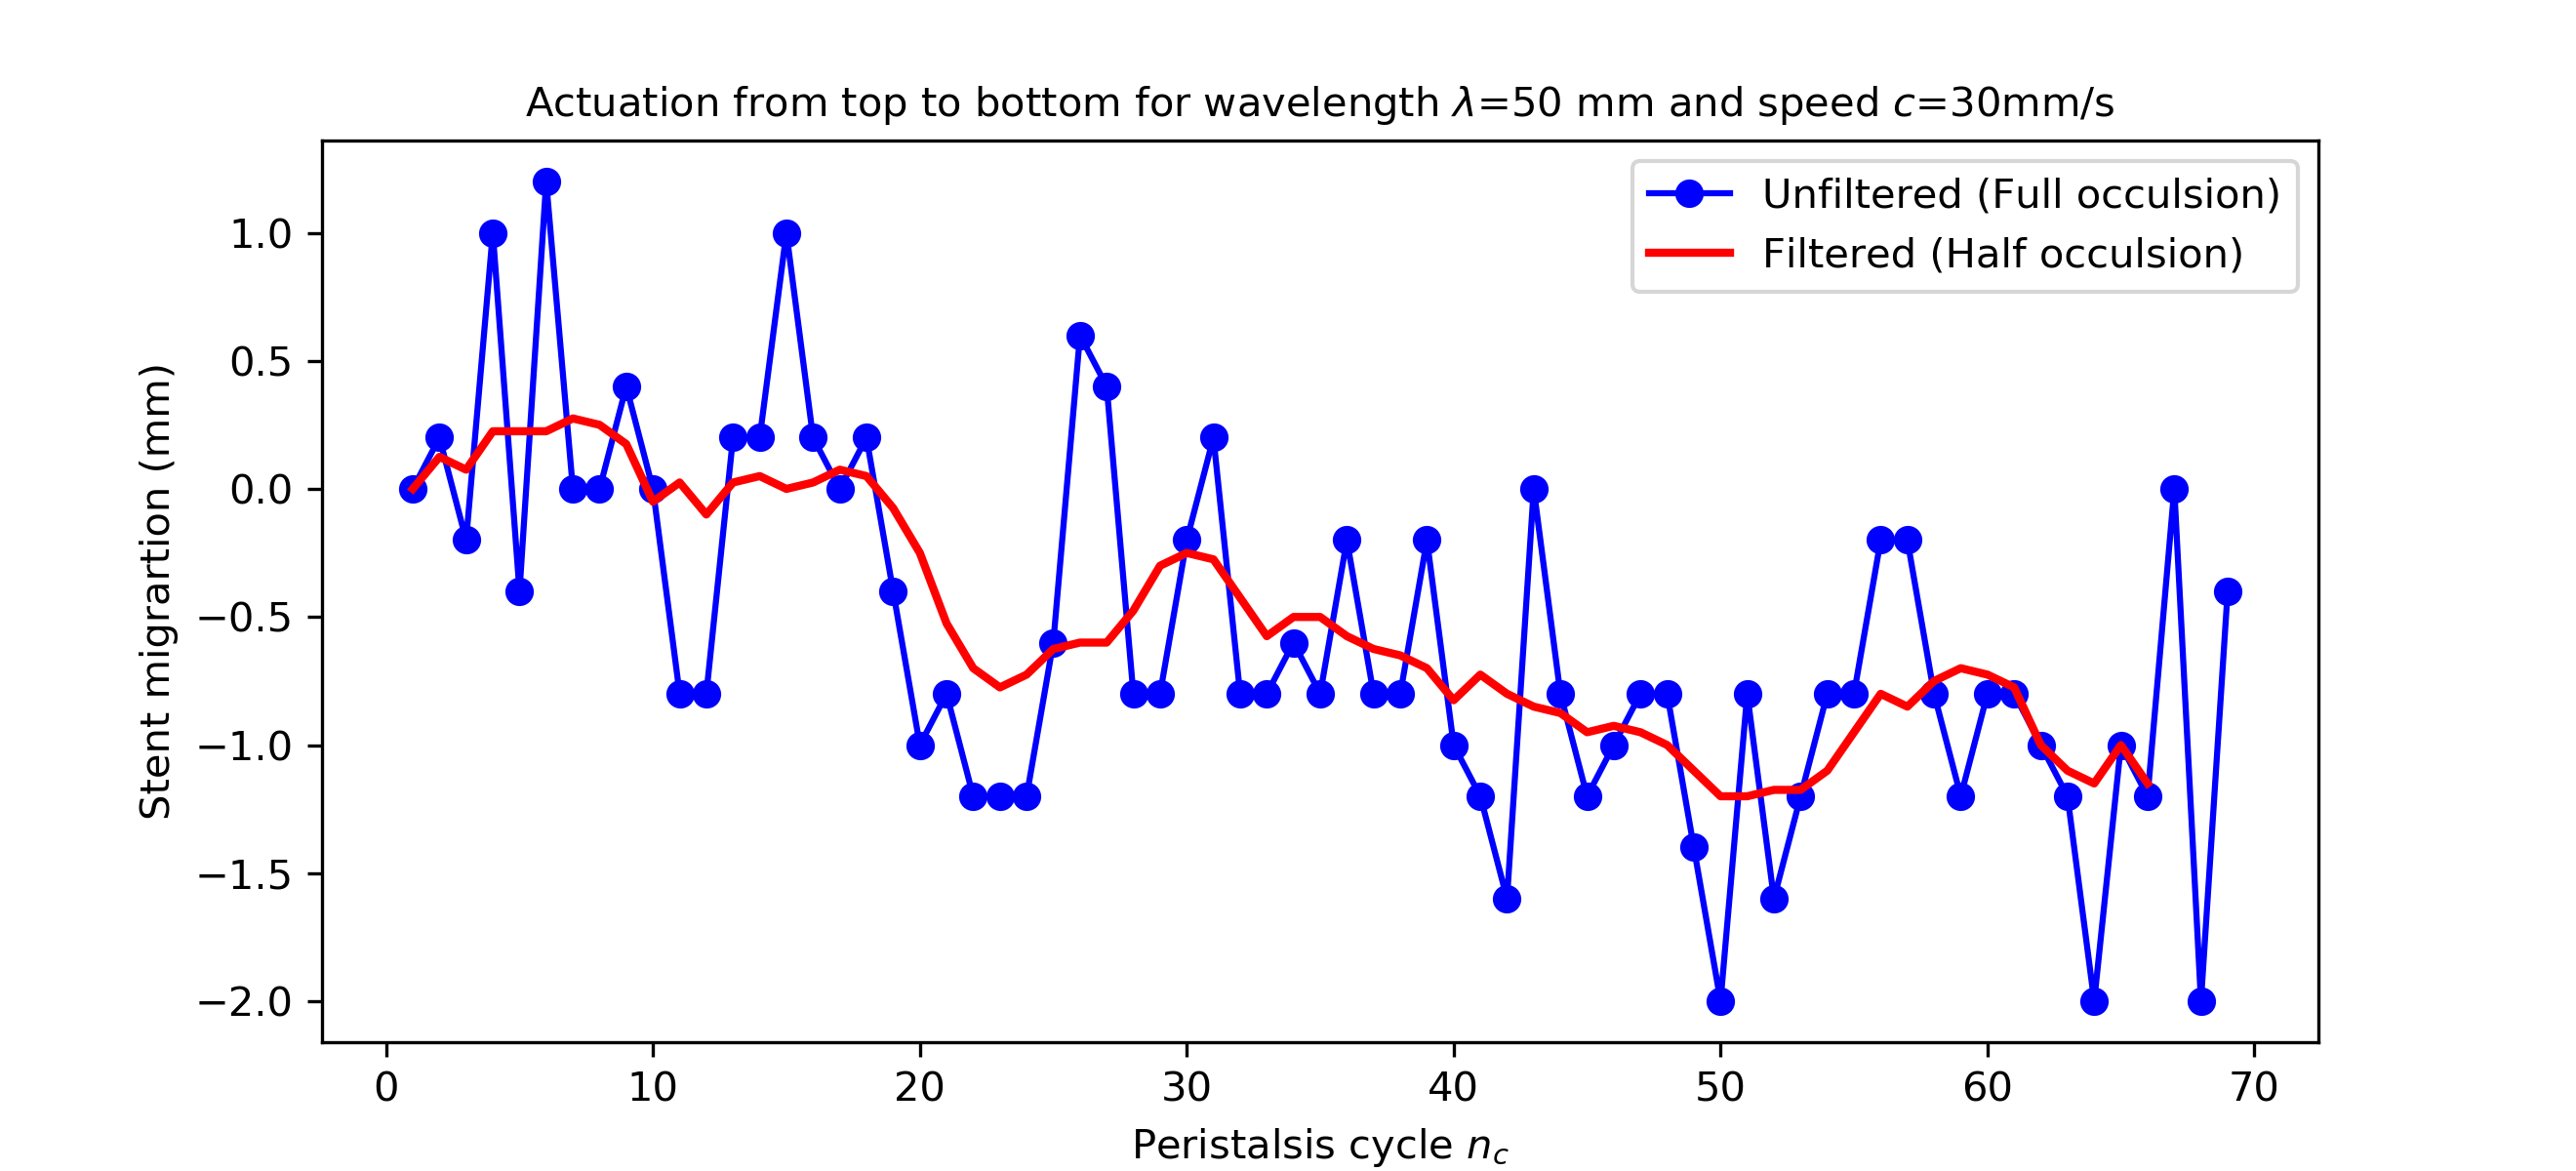 Actuation from top to bottom for wavelength λ=50 mm and speed c=30mm/s
Unfiltered (Full occulsion)
Filtered (Half occulsion)
Stent migrartion (mm)
1.0
0.5
0.0
−0.5
−1.0
−1.5
−2.0
0 10 20 30 40 50 60 70
Peristalsis cycle n_c